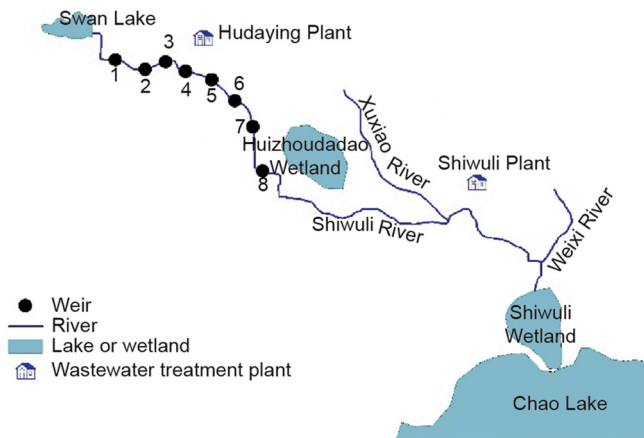 Swan Lake
Hudaying Plant
1
2
3
4
5
6
7
8
Huizhoudadao
Wetland
Xuxiao River
Shiwuli Plant
Shiwuli River
Weixi River
Shiwuli
Wetland
Chao Lake
Weir
River
Lake or wetland
Wastewater treatment plant